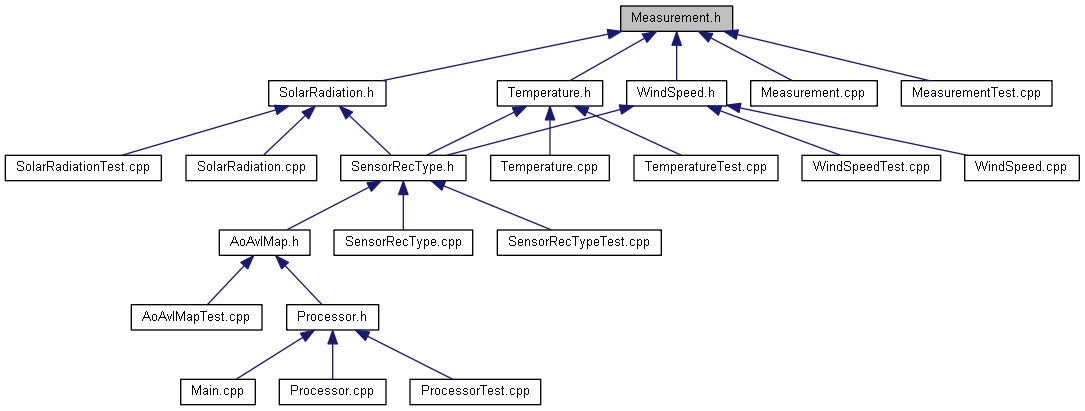 Measurement.h
SolarRadiation.h
Temperature.h
WindSpeed.h
Measurement.cpp
MeasurementTest.cpp
SolarRadiationTest.cpp
SolarRadiation.cpp
SensorRecType.h
Temperature.cpp
TemperatureTest.cpp
WindSpeedTest.cpp
WindSpeed.cpp
AoAvlMap.h
SensorRecType.cpp
SensorRecTypeTest.cpp
AoAvlMapTest.cpp
Processor.h
Main.cpp
Processor.cpp
ProcessorTest.cpp